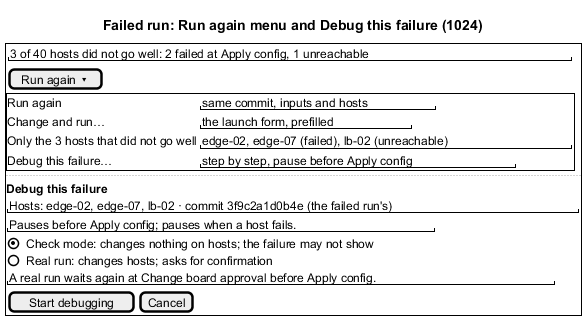 Failed run: Run again menu and Debug this failure (1024)
3 of 40 hosts did not go well: 2 failed at Apply config, 1 unreachable
Run again ▾
Run again same commit, inputs and hosts
Change and run… the launch form, prefilled
Only the 3 hosts that did not go well edge-02, edge-07 (failed), lb-02 (unreachable)
Debug this failure… step by step, pause before Apply config
Debug this failure
Hosts: edge-02, edge-07, lb-02 · commit 3f9c2a1d0b4e (the failed run's)
Pauses before Apply config; pauses when a host fails.
Check mode: changes nothing on hosts; the failure may not show
Real run: changes hosts; asks for confirmation
A real run waits again at Change board approval before Apply config.
Start debugging Cancel